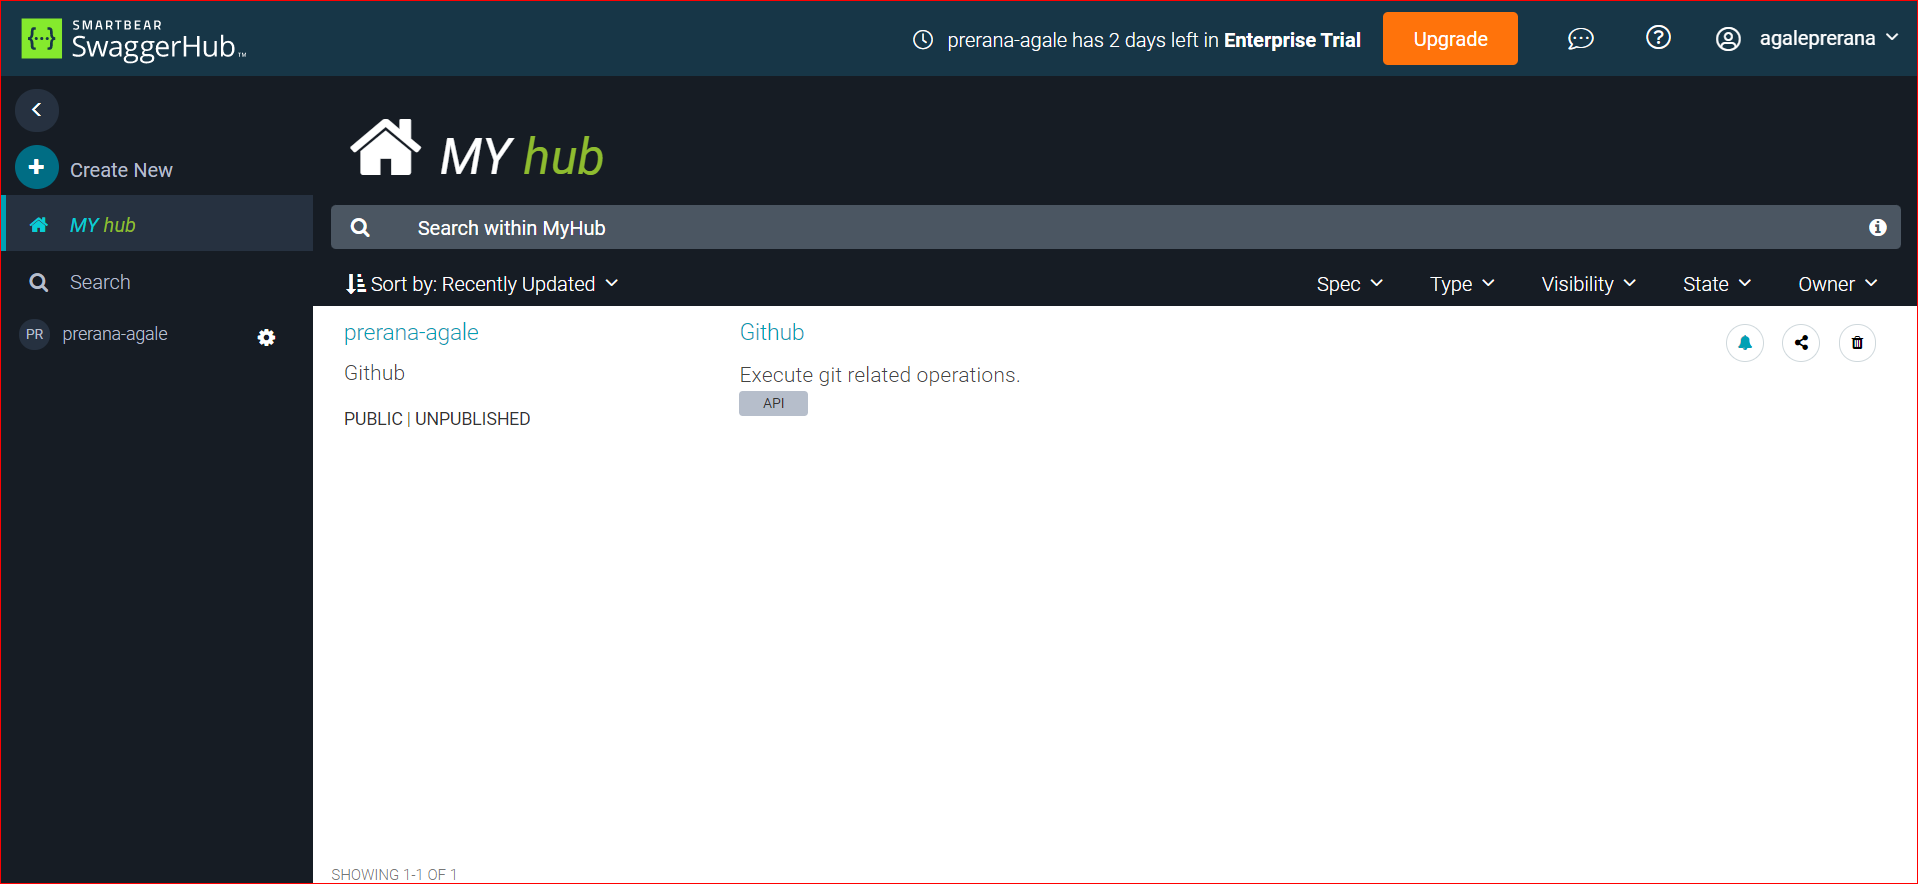 SMARTBEAR
SwaggerHub™
prerana-agale has 2 days left in Enterprise Trial
Upgrade
agaleprerana
Create New
MY hub
Search
PR prerana-agale
MY hub
Search within MyHub
Sort by: Recently Updated
Spec
Type
Visibility
State
Owner
prerana-agale
Github
PUBLIC | UNPUBLISHED
Github
Execute git related operations.
API
SHOWING 1-1 OF 1